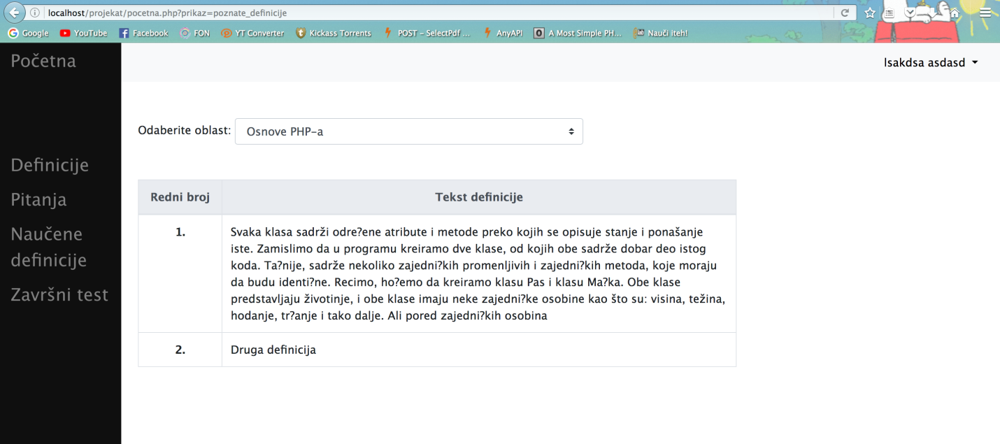 localhost/projekat/pocetna.php?prikaz=poznate_definicije
Google YouTube Facebook FON YT Converter Kickass Torrents POST - SelectPdf ... AnyAPI A Most Simple PH... Nauči iteh!
Početna
Isakdsa asdasd
Odaberite oblast: Osnove PHP-a
Definicije
Pitanja
Naučene
definicije
Završni test
Redni broj Tekst definicije
1. Svaka klasa sadrži odre?ene atribute i metode preko kojih se opisuje stanje i ponašanje
iste. Zamislimo da u programu kreiramo dve klase, od kojih obe sadrže dobar deo istog
koda. Ta?nije, sadrže nekoliko zajedni?kih promenljivih i zajedni?kih metoda, koje moraju
da budu identi?ne. Recimo, ho?emo da kreiramo klasu Pas i klasu Ma?ka. Obe klase
predstavljaju životinje, i obe klase imaju neke zajedni?ke osobine kao što su: visina, težina,
hodanje, tr?anje i tako dalje. Ali pored zajedni?kih osobina
2. Druga definicija